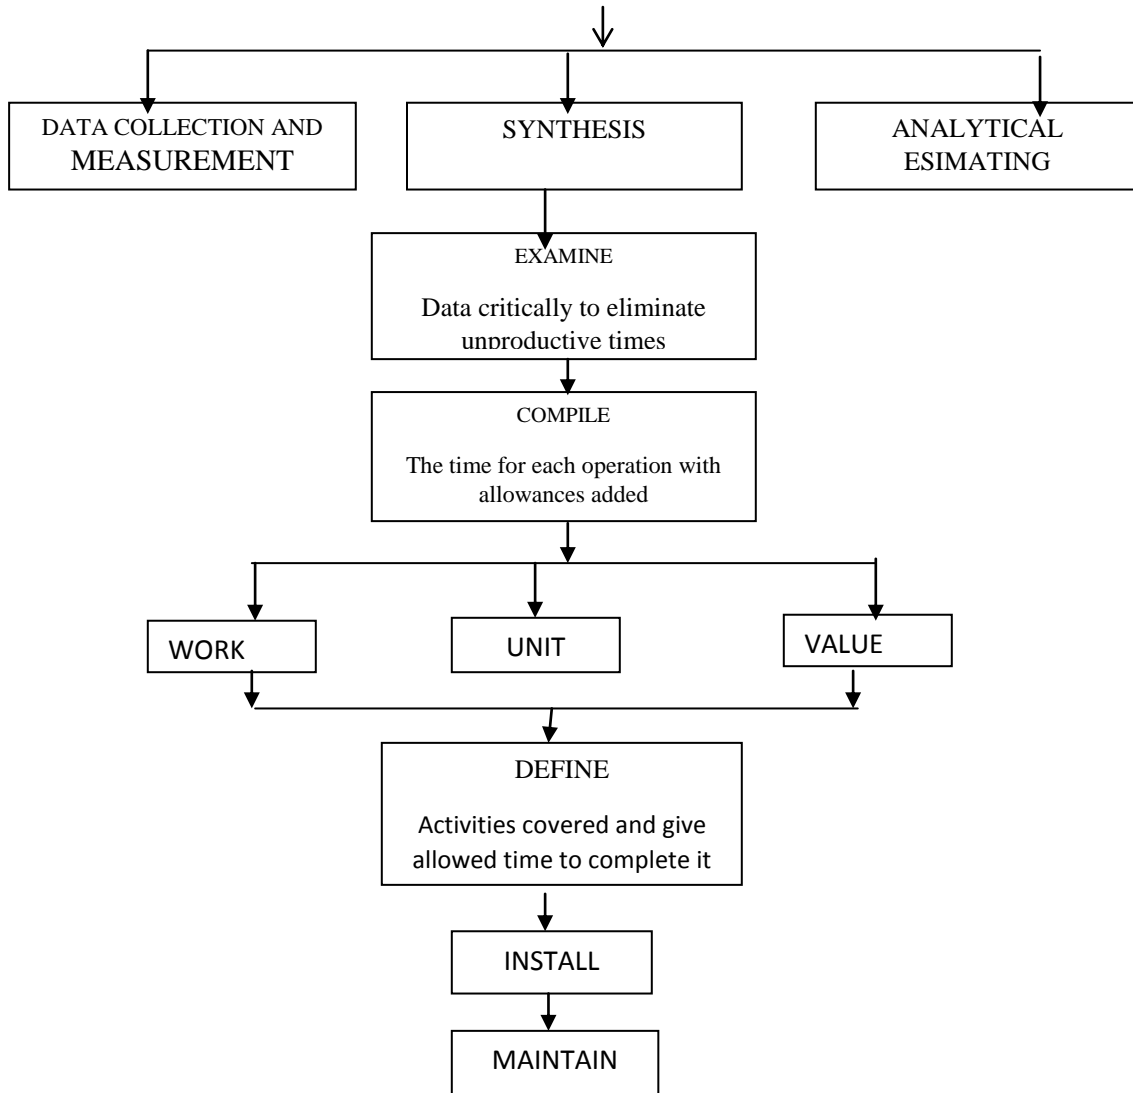 DATA COLLECTION AND
MEASUREMENT
SYNTHESIS
ANALYTICAL
ESIMATING
EXAMINE
Data critically to eliminate
unproductive times
COMPILE
The time for each operation with
allowances added
WORK
UNIT
VALUE
DEFINE
Activities covered and give
allowed time to complete it
INSTALL
MAINTAIN